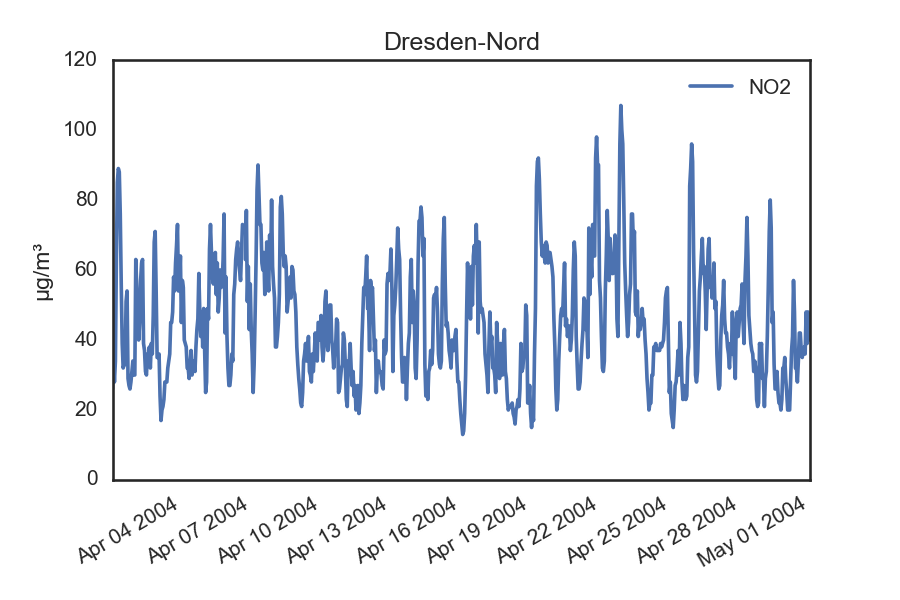 Dresden-Nord
120
100
80
60
40
20
0
µg/m³
NO2
Apr 04 2004
Apr 07 2004
Apr 10 2004
Apr 13 2004
Apr 16 2004
Apr 19 2004
Apr 22 2004
Apr 25 2004
Apr 28 2004
May 01 2004